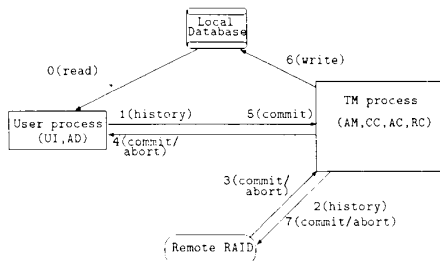 Local
Database
0(read)
6(write)
TM process
(AM,CC,AC,RC)
User process
(UI,AD)
1(history)
5(commit)
4(commit/
abort)
3(commit/
abort)
2(history)
7(commit/abort)
Remote RAID